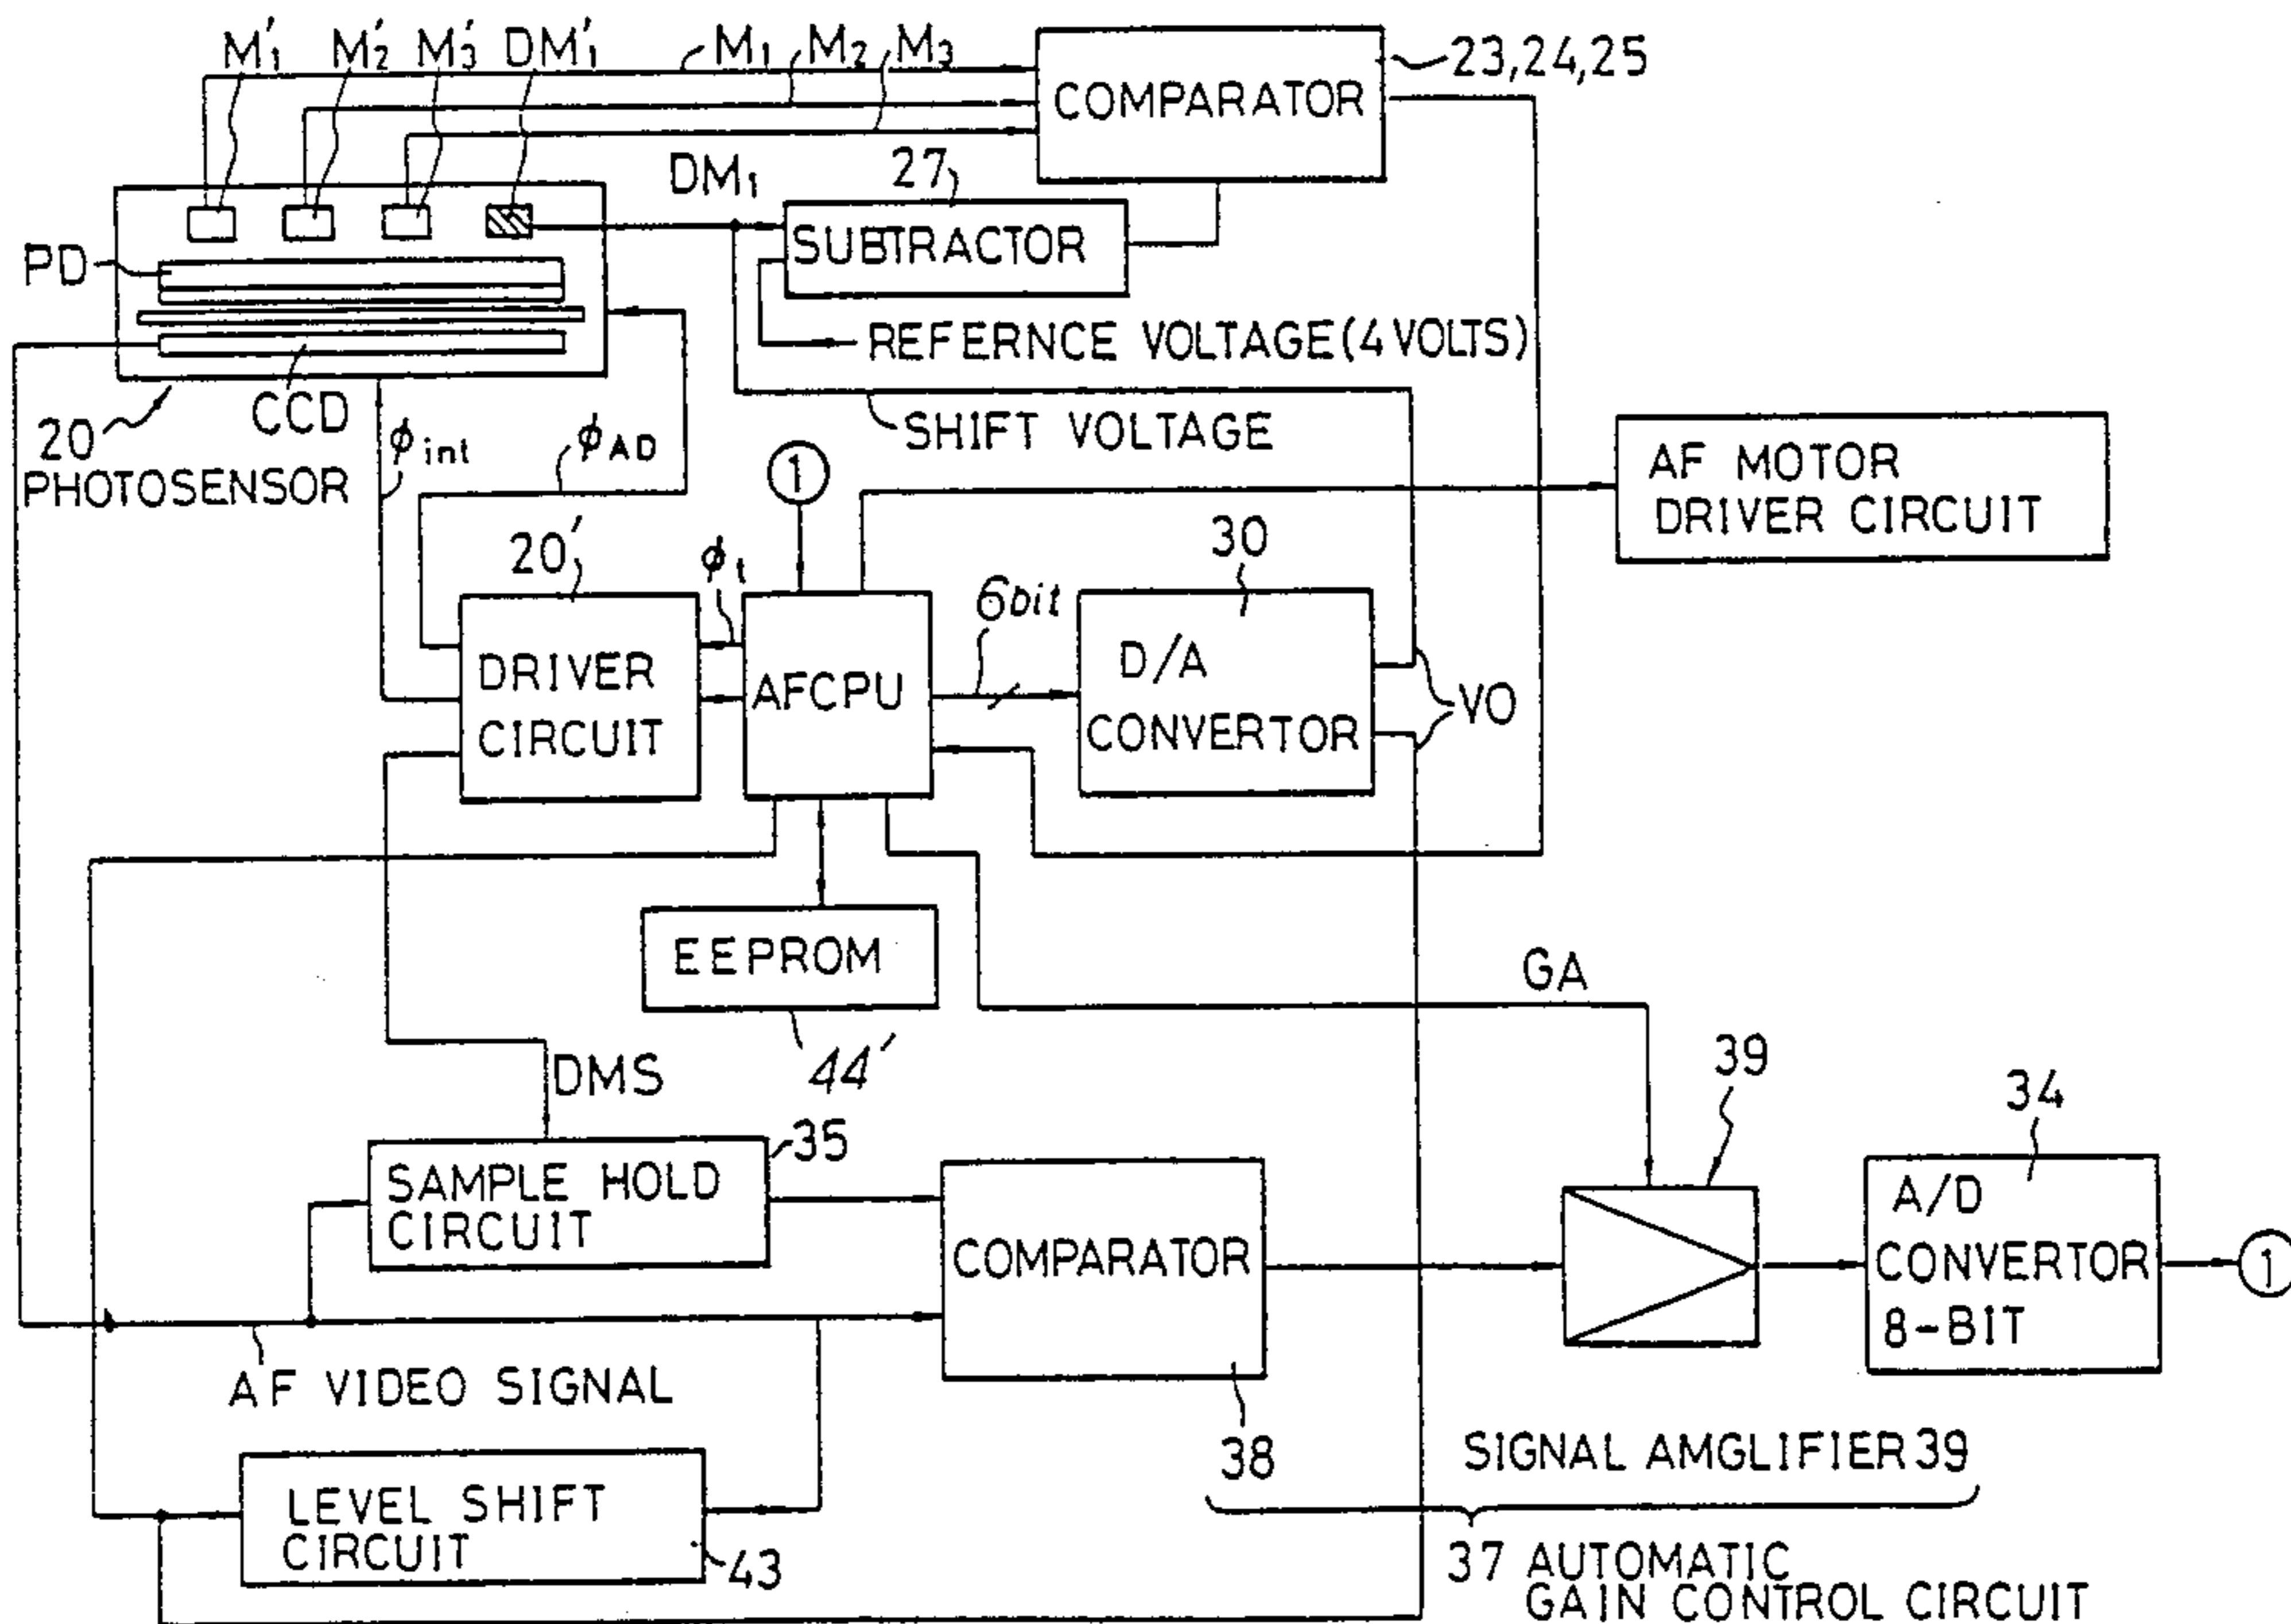 M'1 M'2 M'3 DM'1 M1 M2 M3
COMPARATOR
23,24,25
DM1
27
SUBTRACTOR
PD
REFERNCE VOLTAGE(4 VOLTS)
CCD
20
PHOTOSENSOR
φint
φAD
SHIFT VOLTAGE
1
AF MOTOR
DRIVER CIRCUIT
20'
φt
6bit
30
DRIVER
CIRCUIT
AFCPU
D/A
CONVERTOR
VO
EEPROM
44'
GA
DMS
39
34
35
SAMPLE HOLD
CIRCUIT
COMPARATOR
A/D
CONVERTOR
8-BIT
1
AF VIDEO SIGNAL
38
SIGNAL AMGLIFIER 39
LEVEL SHIFT
CIRCUIT
43
37 AUTOMATIC
GAIN CONTROL CIRCUIT